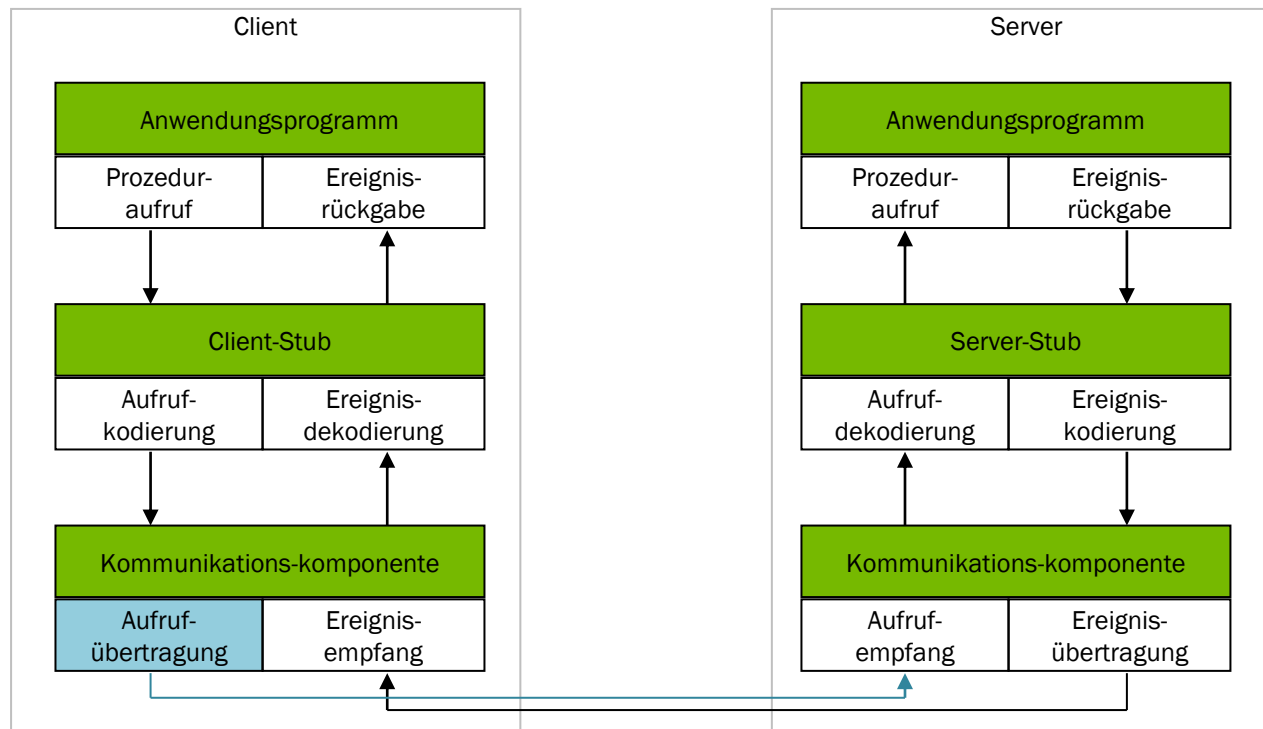 Client
Anwendungsprogramm
Prozedur-
aufruf
Ereignis-
rückgabe
Client-Stub
Aufruf-
kodierung
Ereignis-
dekodierung
Kommunikations-komponente
Aufruf-
übertragung
Ereignis-
empfang
Server
Anwendungsprogramm
Prozedur-
aufruf
Ereignis-
rückgabe
Server-Stub
Aufruf-
dekodierung
Ereignis-
kodierung
Kommunikations-komponente
Aufruf-
empfang
Ereignis-
übertragung